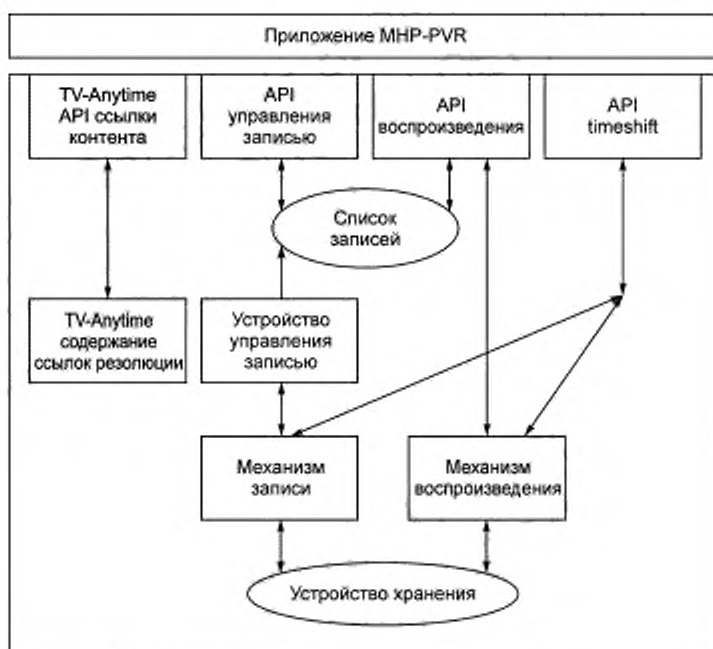 Приложение MHP-PVR
TV-Anytime
API ссылки
контента
API
управления
записью
API
воспроизведения
API
timeshift
Список
записей
TV-Anytime
содержание
ссылок резолюции
Устройство
управления
записью
Механизм
записи
Механизм
воспроизведения
Устройство хранения